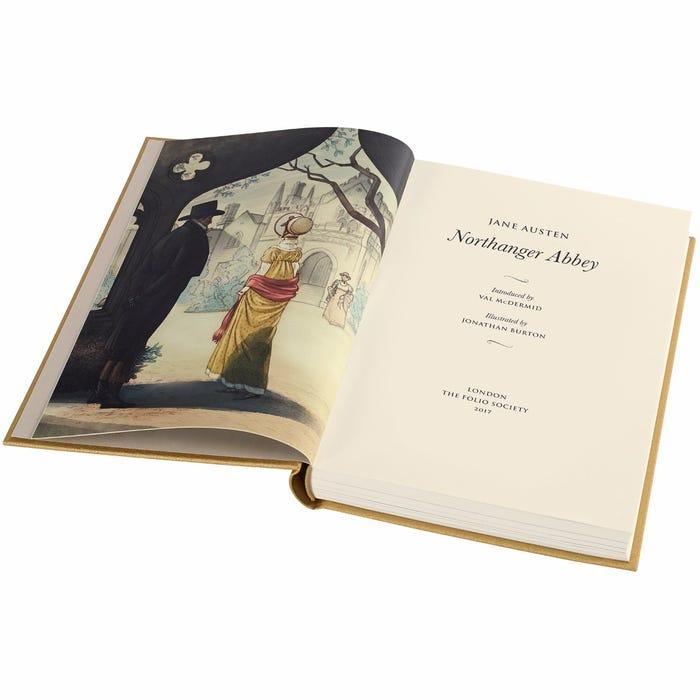 JANE AUSTEN
Northanger Abbey
Introduced by
VAL McDERMID
Illustrated by
JONATHAN BURTON
LONDON
THE FOLIO SOCIETY
2017